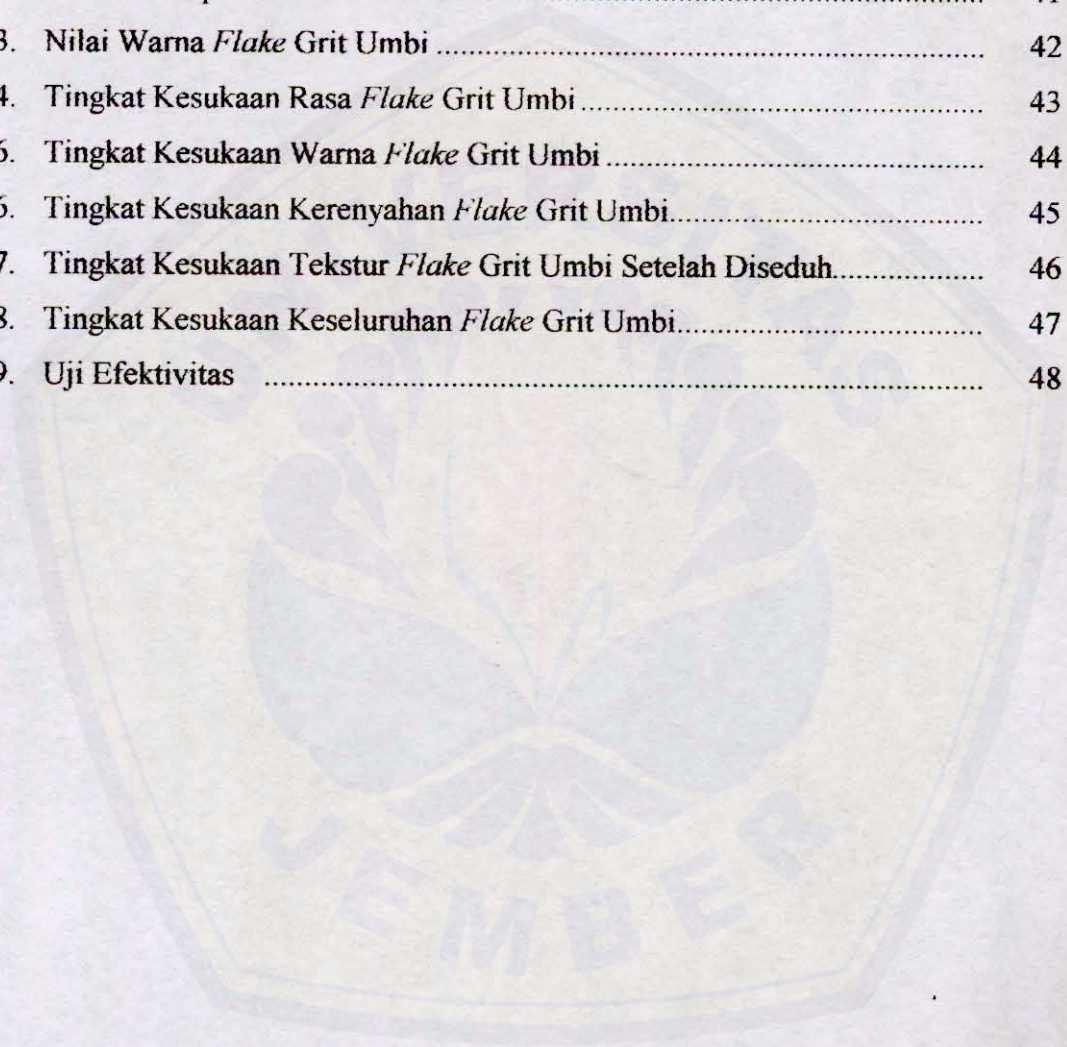 3. Nilai Warna Flake Grit Umbi ........ 42
4. Tingkat Kesukaan Rasa Flake Grit Umbi ........ 43
Tingkat Kesukaan Warna Flake Grit Umbi ........ 44
Tingkat Kesukaan Kerenyahan Flake Grit Umbi ........ 45
7. Tingkat Kesukaan Tekstur Flake Grit Umbi Setelah Diseduh ........ 46
8. Tingkat Kesukaan Keseluruhan Flake Grit Umbi ........ 47
9. Uji Efektivitas ........ 48
UNIVERSITAS
JEMBER